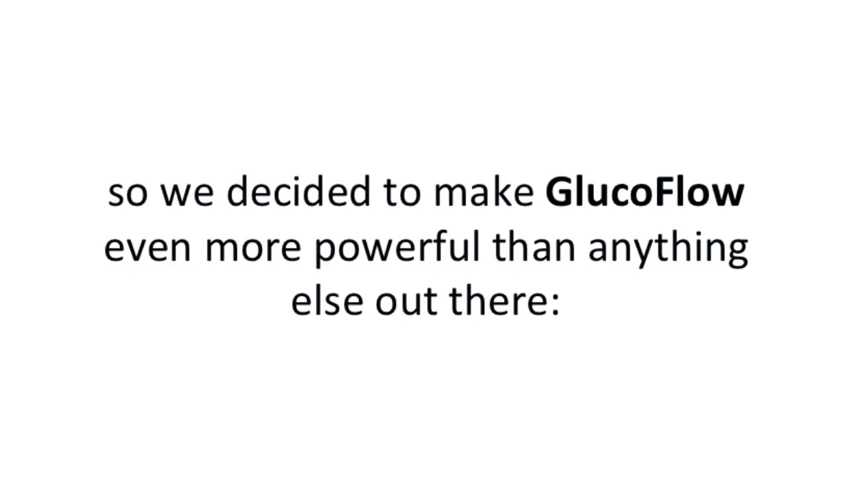 so we decided to make GlucoFlow
even more powerful than anything
else out there: